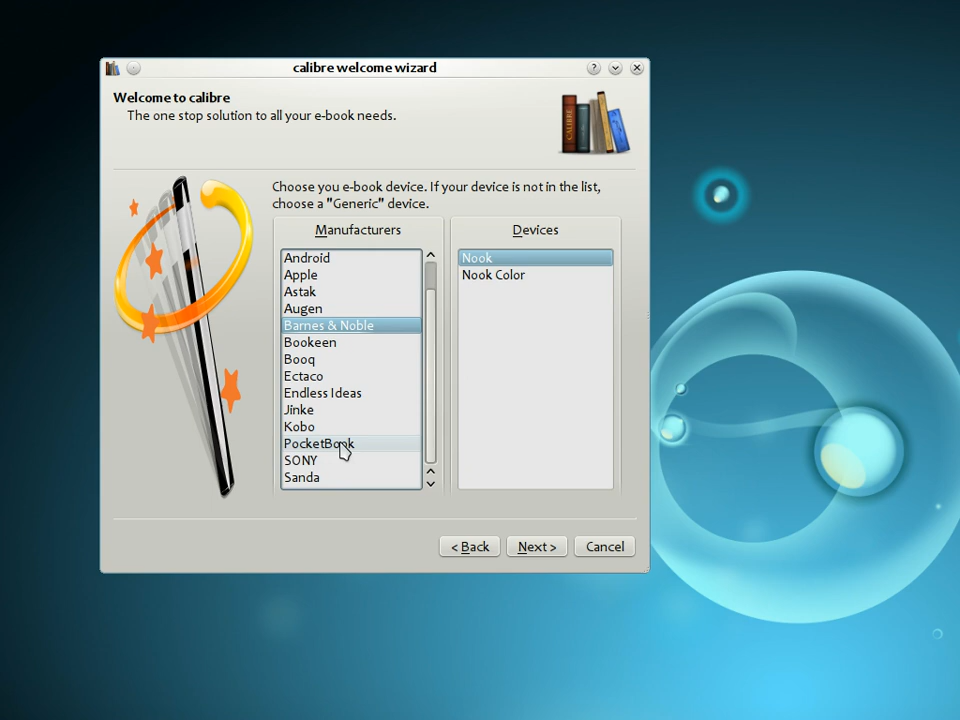 calibre welcome wizard
Welcome to calibre
The one stop solution to all your e-book needs.
CALIBRE
Choose you e-book device. If your device is not in the list,
choose a "Generic" device.
Manufacturers
Devices
Android
Apple
Astak
Augen
Barnes & Noble
Bookeen
Booq
Ectaco
Endless Ideas
Jinke
Kobo
PocketBook
SONY
Sanda
Nook
Nook Color
< Back
Next >
Cancel